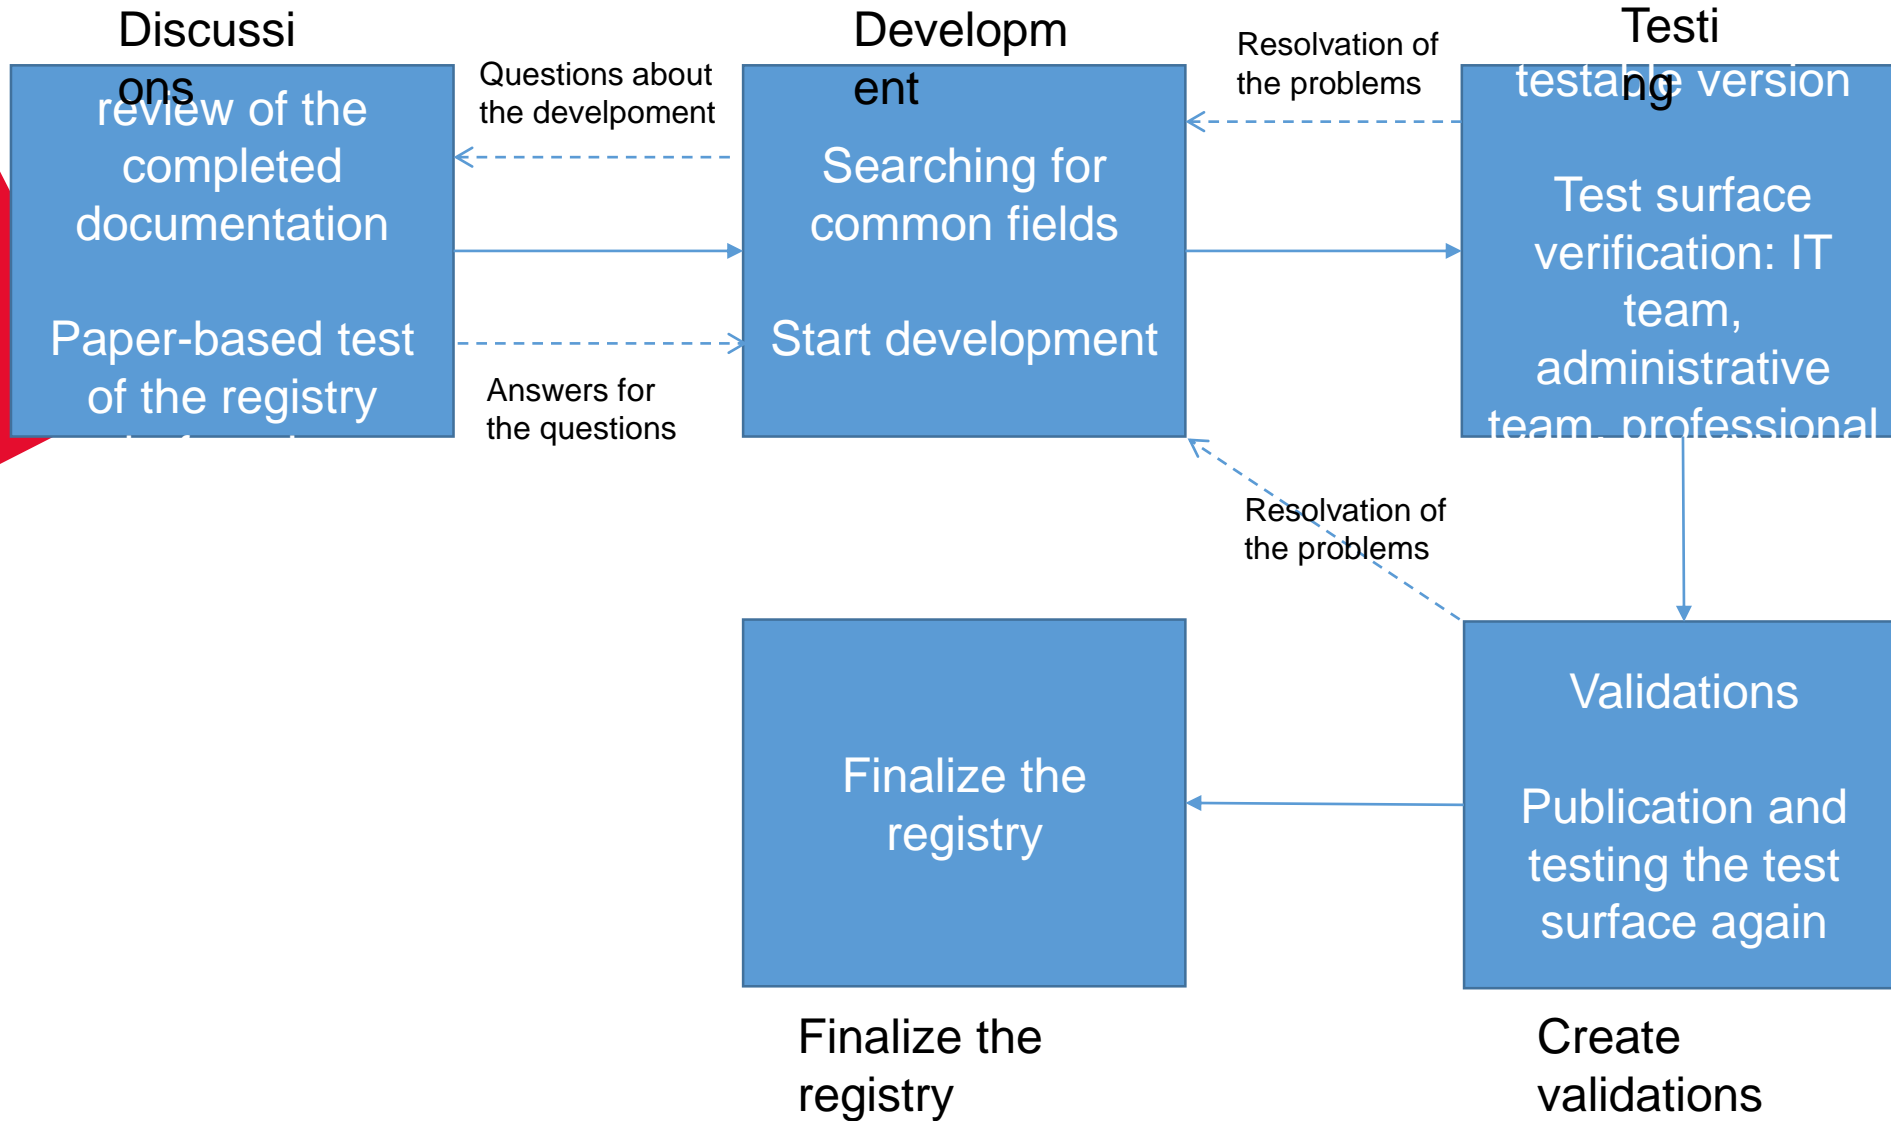 Discussi
ons
review of the
completed
documentation
Paper-based test
of the registry
Questions about
the develpoment
Answers for
the questions
Developm
ent
Searching for
common fields
Start development
Resolvation of
the problems
Testi
ng
testable version
Test surface
verification: IT
team,
administrative
team, professional
Resolvation of
the problems
Validations
Publication and
testing the test
surface again
Create
validations
Finalize the
registry
Finalize the
registry